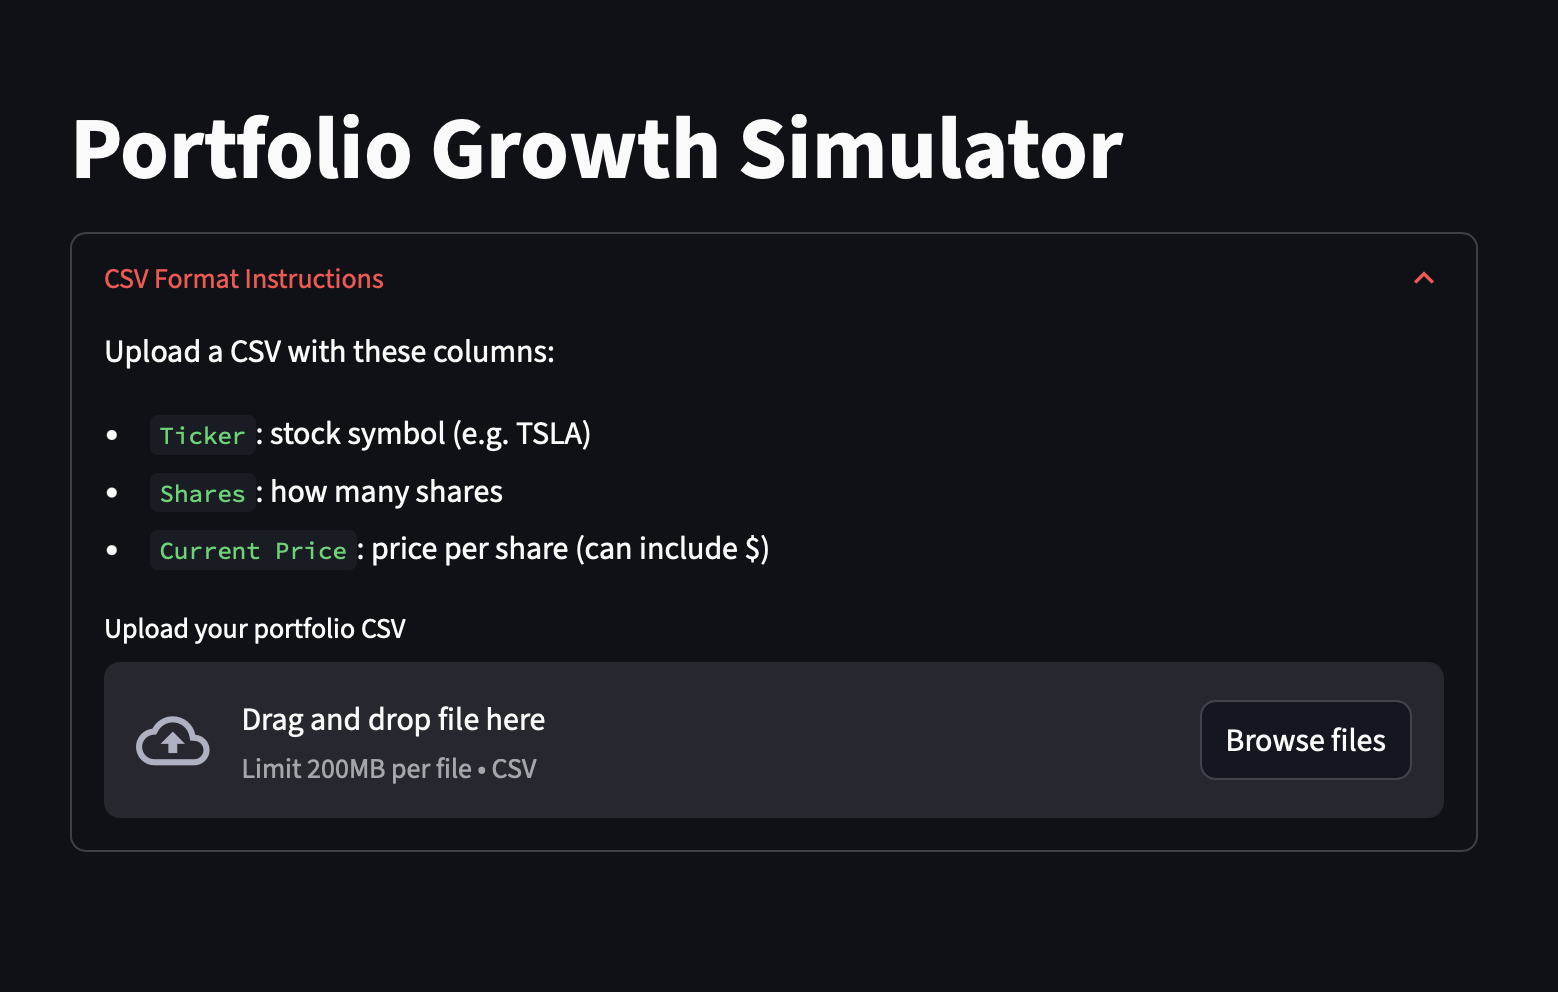 Portfolio Growth Simulator
CSV Format Instructions
Upload a CSV with these columns:
• Ticker : stock symbol (e.g. TSLA)
• Shares : how many shares
• Current Price : price per share (can include $)
Upload your portfolio CSV
Drag and drop file here
Limit 200MB per file • CSV
Browse files